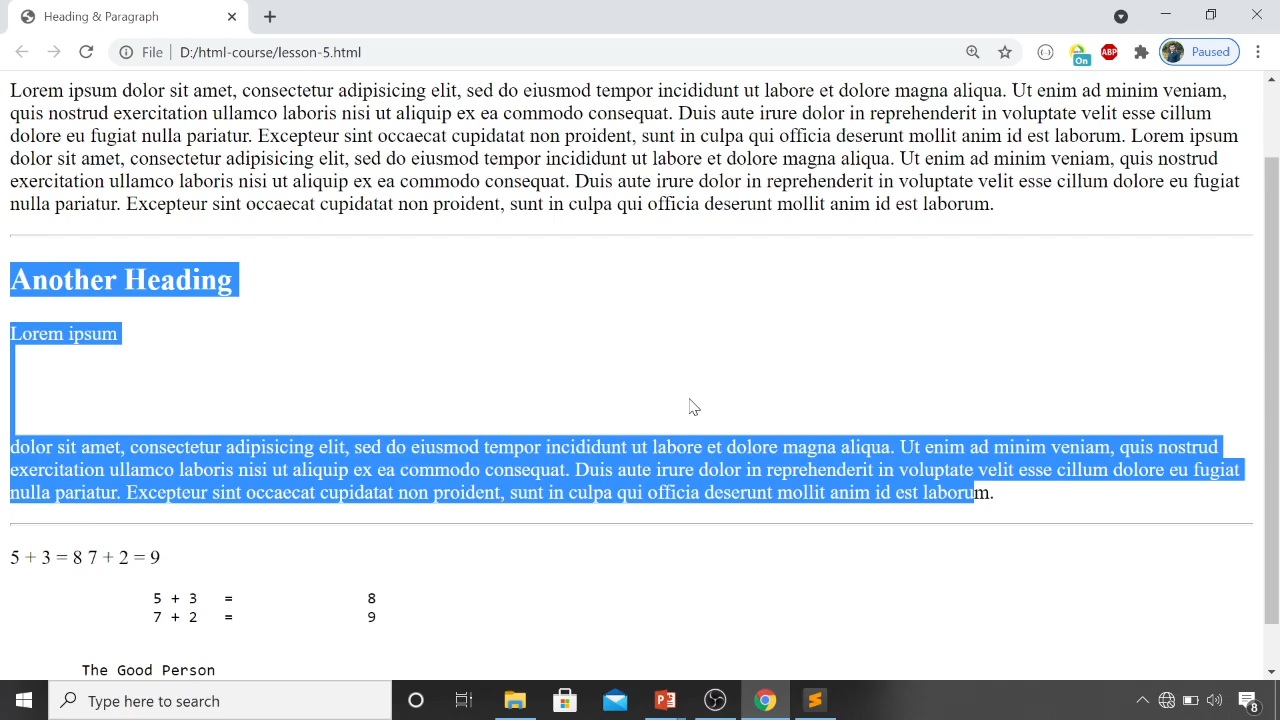 Heading & Paragraph
File
D:/html-course/lesson-5.html
On
ABP
Paused
Lorem ipsum dolor sit amet, consectetur adipisicing elit, sed do eiusmod tempor incididunt ut labore et dolore magna aliqua. Ut enim ad minim veniam,
quis nostrud exercitation ullamco laboris nisi ut aliquip ex ea commodo consequat. Duis aute irure dolor in reprehenderit in voluptate velit esse cillum
dolore eu fugiat nulla pariatur. Excepteur sint occaecat cupidatat non proident, sunt in culpa qui officia deserunt mollit anim id est laborum. Lorem ipsum
dolor sit amet, consectetur adipisicing elit, sed do eiusmod tempor incididunt ut labore et dolore magna aliqua. Ut enim ad minim veniam, quis nostrud
exercitation ullamco laboris nisi ut aliquip ex ea commodo consequat. Duis aute irure dolor in reprehenderit in voluptate velit esse cillum dolore eu fugiat
nulla pariatur. Excepteur sint occaecat cupidatat non proident, sunt in culpa qui officia deserunt mollit anim id est laborum.
Another Heading
Lorem ipsum
dolor sit amet, consectetur adipisicing elit, sed do eiusmod tempor incididunt ut labore et dolore magna aliqua. Ut enim ad minim veniam, quis nostrud
exercitation ullamco laboris nisi ut aliquip ex ea commodo consequat. Duis aute irure dolor in reprehenderit in voluptate velit esse cillum dolore eu fugiat
nulla pariatur. Excepteur sint occaecat cupidatat non proident, sunt in culpa qui officia deserunt mollit anim id est laborum.
5 + 3 = 8 7 + 2 = 9
5 + 3 = 8
7 + 2 = 9
The Good Person
Type here to search
8